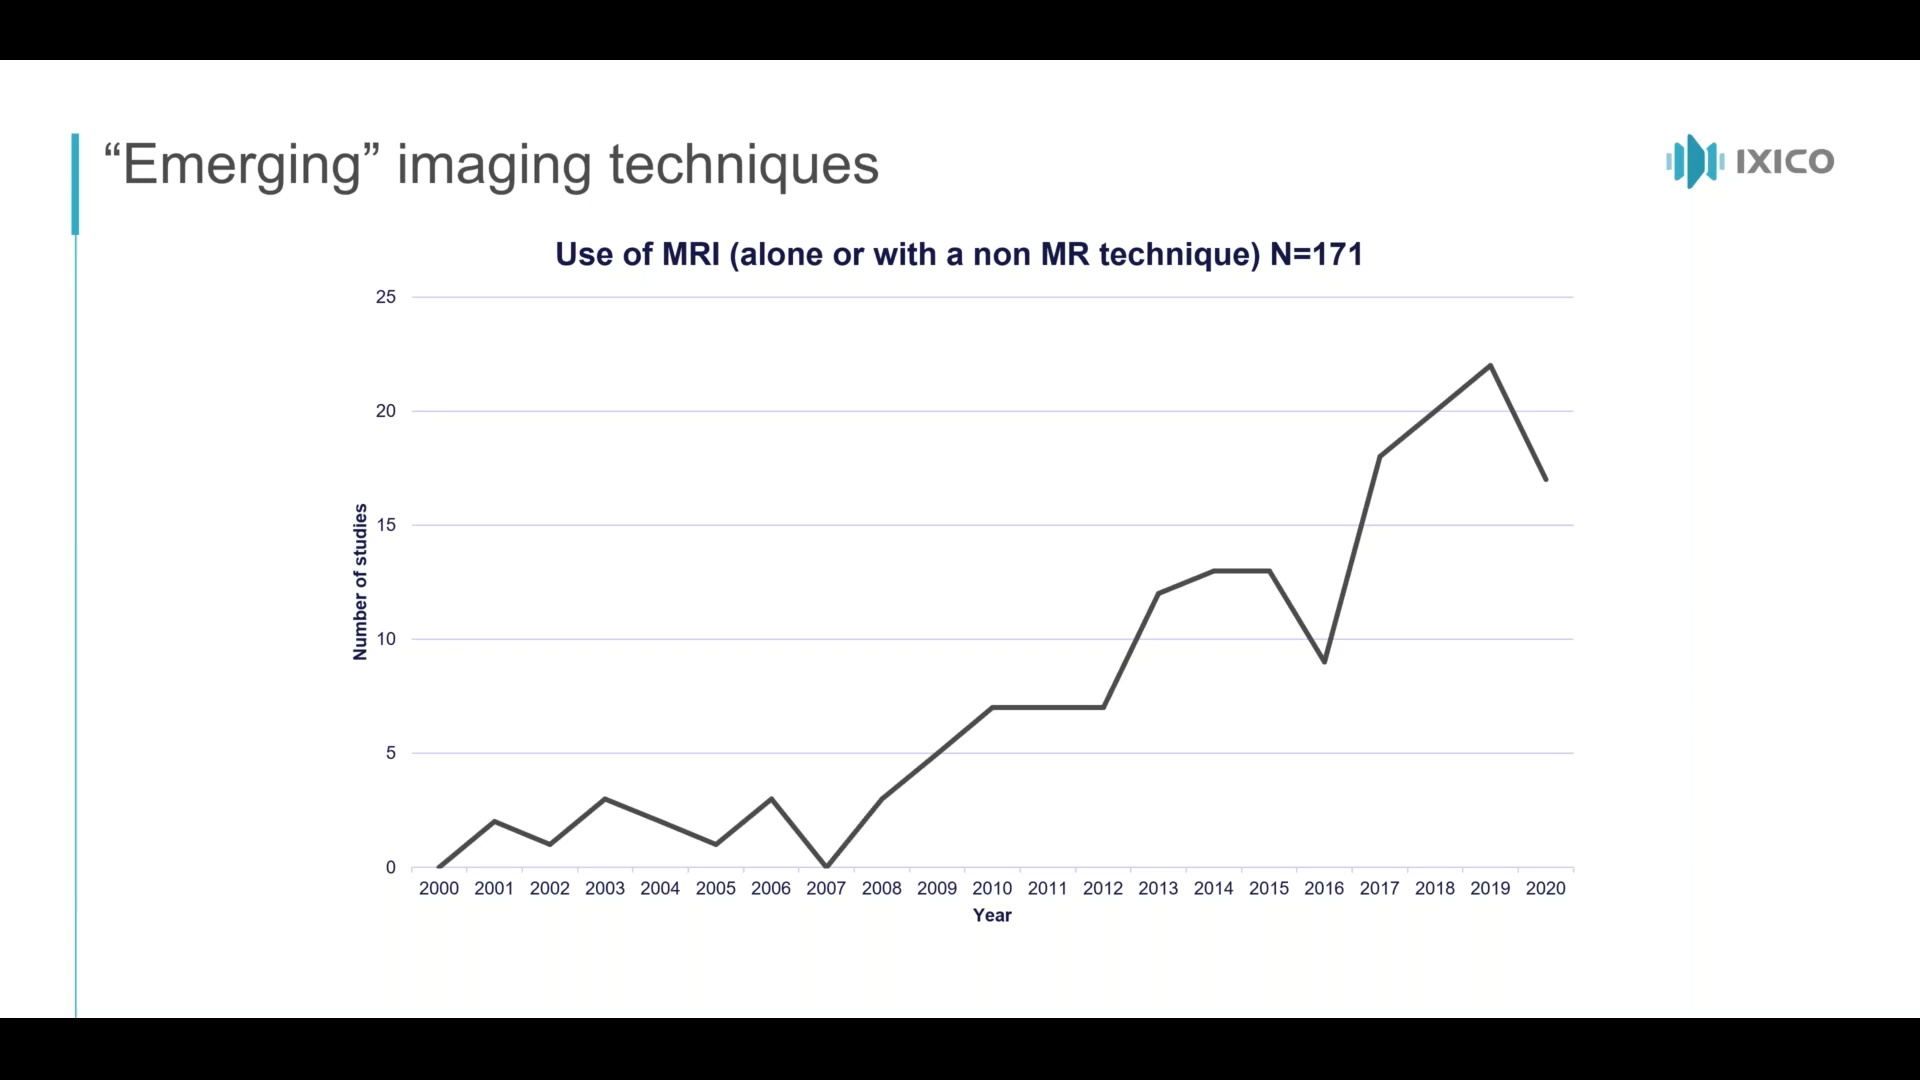 “Emerging” imaging techniques
IXICO
Use of MRI (alone or with a non MR technique) N=171
25
20
15
10
5
0
Number of studies
2000 2001 2002 2003 2004 2005 2006 2007 2008 2009 2010 2011 2012 2013 2014 2015 2016 2017 2018 2019 2020
Year